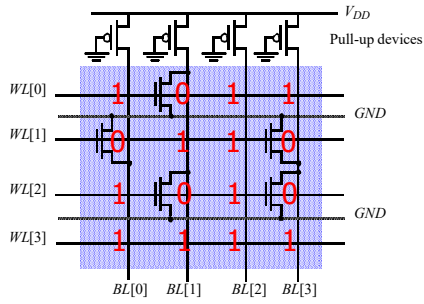 V_DD
Pull-up devices
WL[0] 1 0 1 1
GND
WL[1] 0 1 1 0
WL[2] 1 0 1 0
GND
WL[3] 1 1 1 1
BL[0] BL[1] BL[2] BL[3]